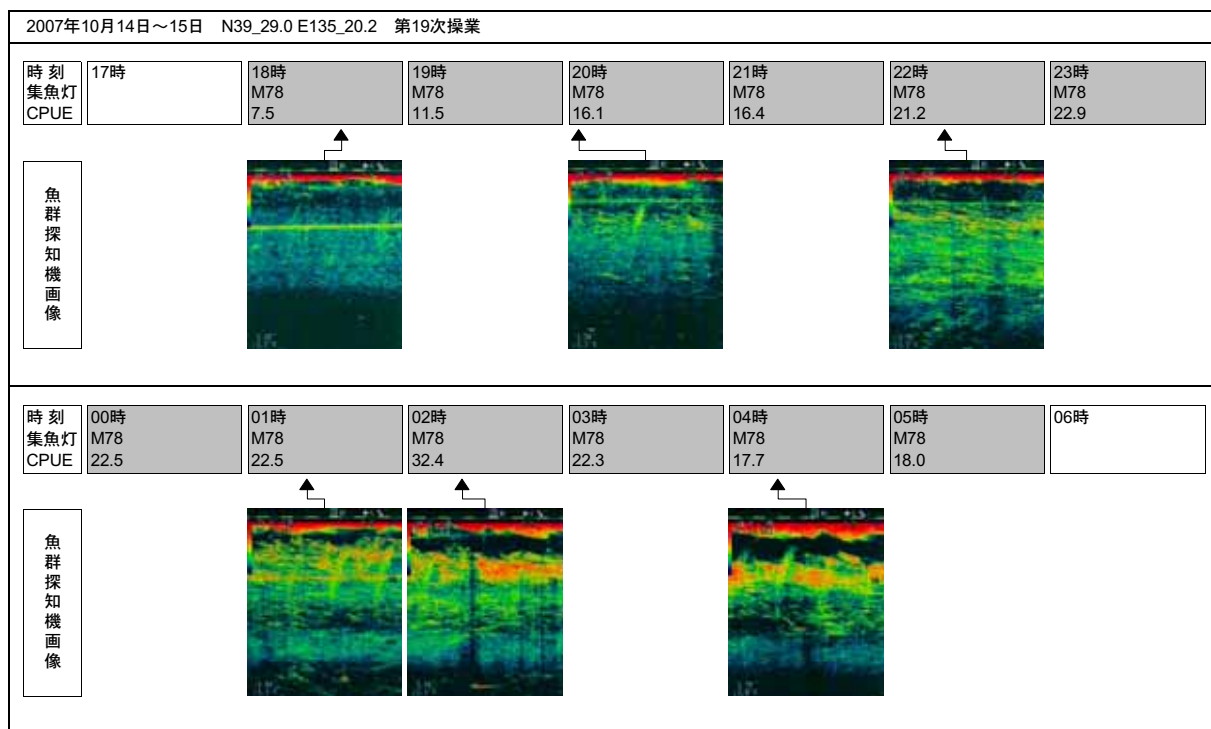 2007年10月14日～15日 N39_29.0 E135_20.2 第19次操業
時刻 17時 18時 19時 20時 21時 22時 23時
集魚灯 M78 M78 M78 M78 M78 M78
CPUE 7.5 11.5 16.1 16.4 21.2 22.9
魚群探知機画像
時刻 00時 01時 02時 03時 04時 05時 06時
集魚灯 M78 M78 M78 M78 M78 M78
CPUE 22.5 22.5 32.4 22.3 17.7 18.0
魚群探知機画像